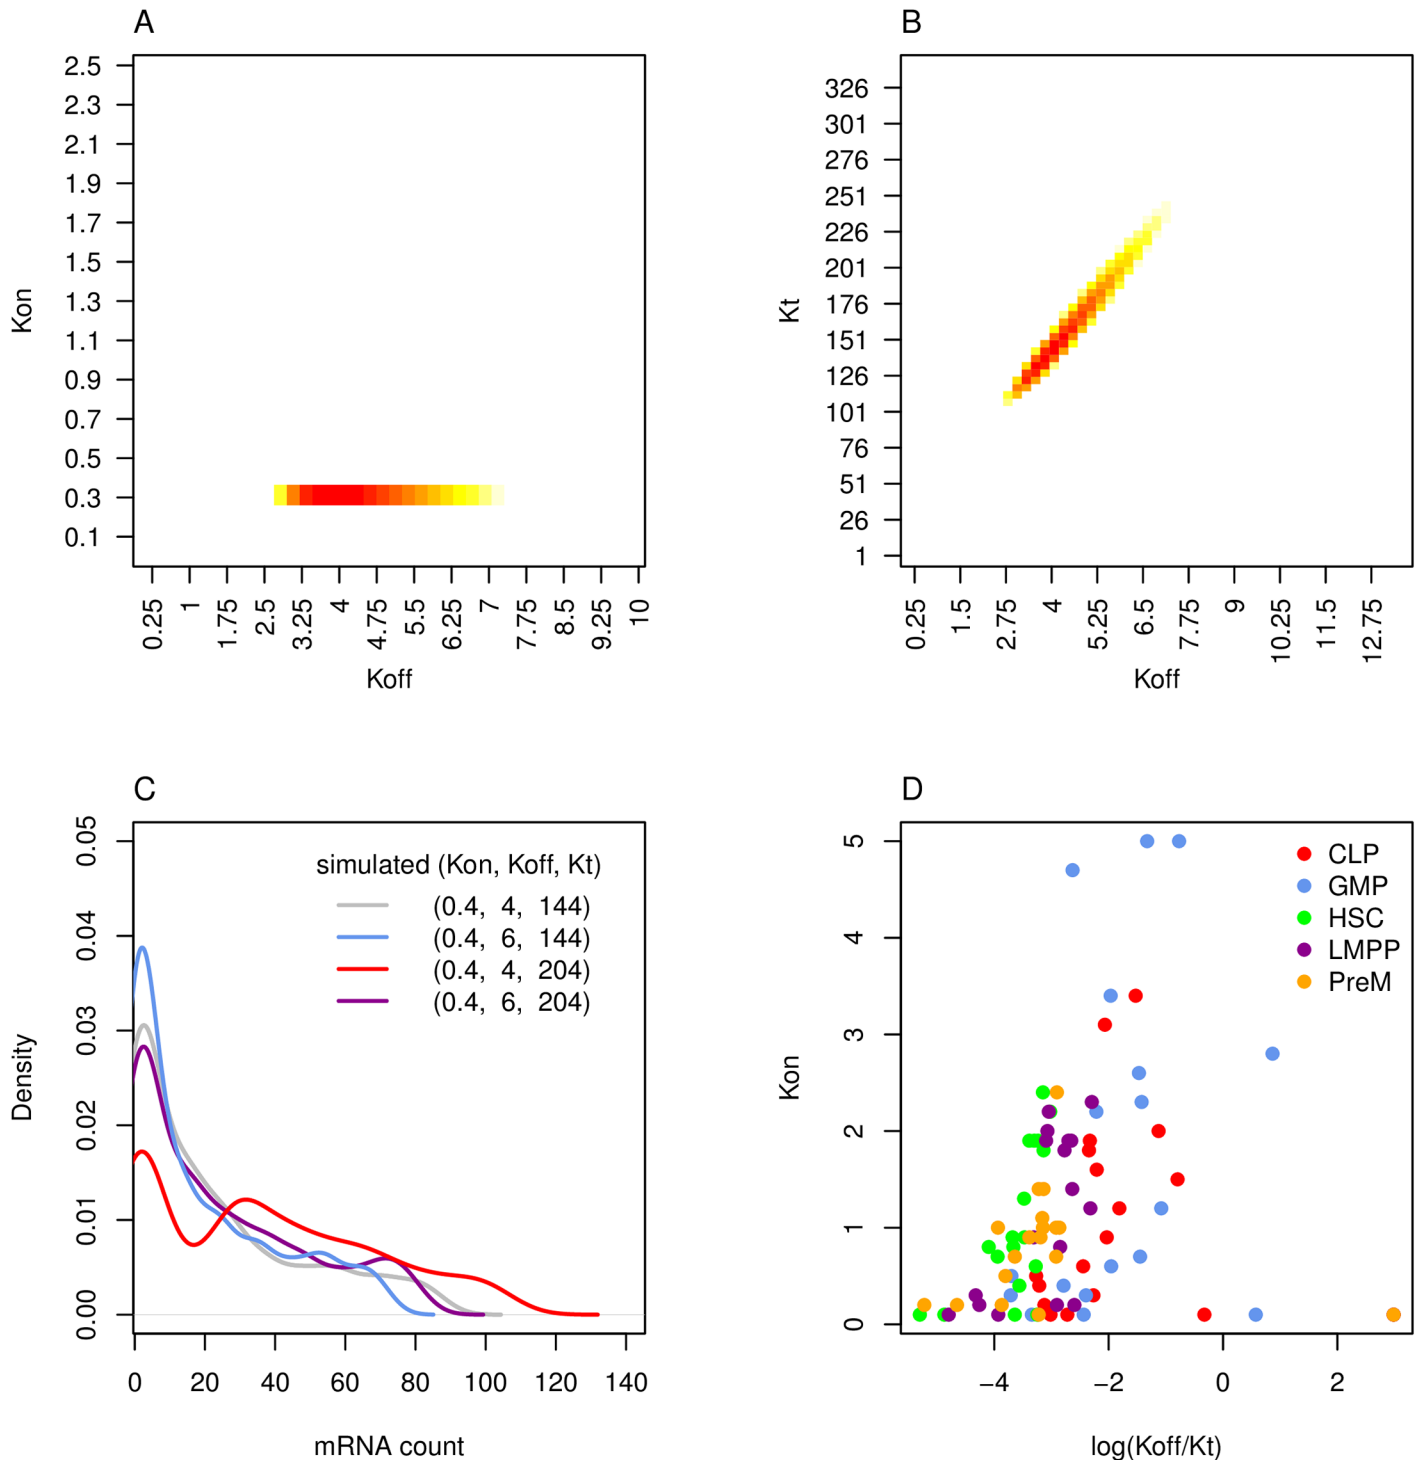 A
2.5
2.3
2.1
1.9
1.7
1.5
1.3
1.1
0.9
0.7
0.5
0.3
0.1
Kon
0.25 1 1.75 2.5 3.25 4 4.75 5.5 6.25 7 7.75 8.5 9.25 10
Koff
B
326
301
276
251
226
201
176
151
126
101
76
51
26
1
Kt
0.25 1.5 2.75 4 5.25 6.5 7.75 9 10.25 11.5 12.75
Koff
C
0.05
0.04
0.03
0.02
0.01
0.00
Density
simulated (Kon, Koff, Kt)
(0.4, 4, 144)
(0.4, 6, 144)
(0.4, 4, 204)
(0.4, 6, 204)
0 20 40 60 80 100 120 140
mRNA count
D
5
4
3
2
1
0
Kon
CLP
GMP
HSC
LMPP
PreM
−4 −2 0 2
log(Koff/Kt)